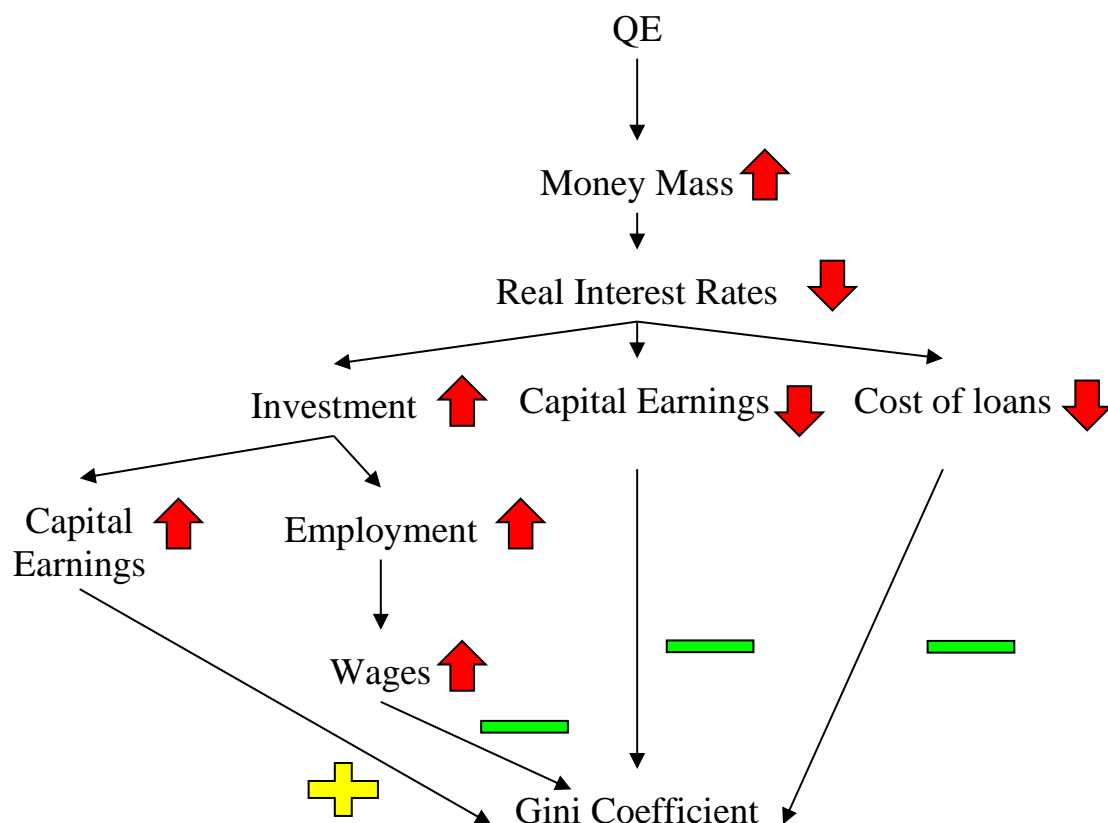 QE
Money Mass
Real Interest Rates
Investment
Capital Earnings
Cost of loans
Capital
Earnings
Employment
Wages
Gini Coefficient